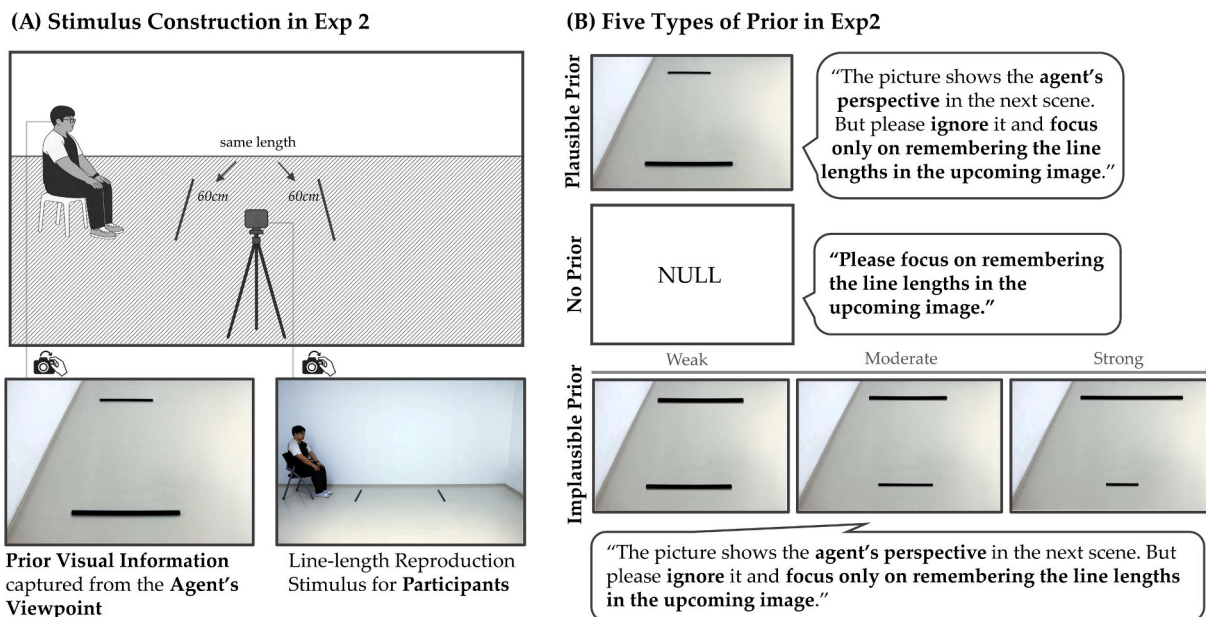 (A) Stimulus Construction in Exp 2
same length
60cm
60cm
Prior Visual Information
captured from the Agent's
Viewpoint
Line-length Reproduction
Stimulus for Participants
(B) Five Types of Prior in Exp2
Plausible Prior
"The picture shows the agent's
perspective in the next scene.
But please ignore it and focus
only on remembering the line
lengths in the upcoming image."
No Prior
NULL
"Please focus on remembering
the line lengths in the
upcoming image."
Implausible Prior
Weak
Moderate
Strong
"The picture shows the agent's perspective in the next scene. But
please ignore it and focus only on remembering the line lengths
in the upcoming image."